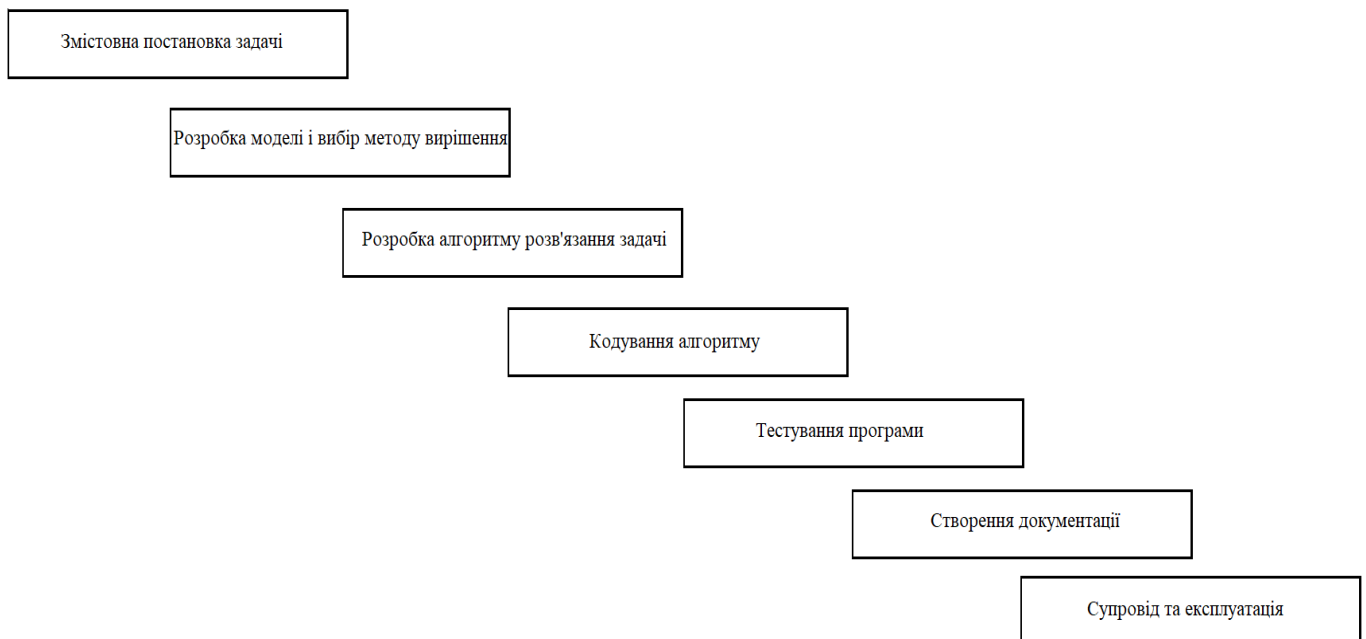 Змістовна постановка задачі
Розробка моделі і вибір методу вирішення
Розробка алгоритму розв'язання задачі
Кодування алгоритму
Тестування програми
Створення документації
Супровід та експлуатація